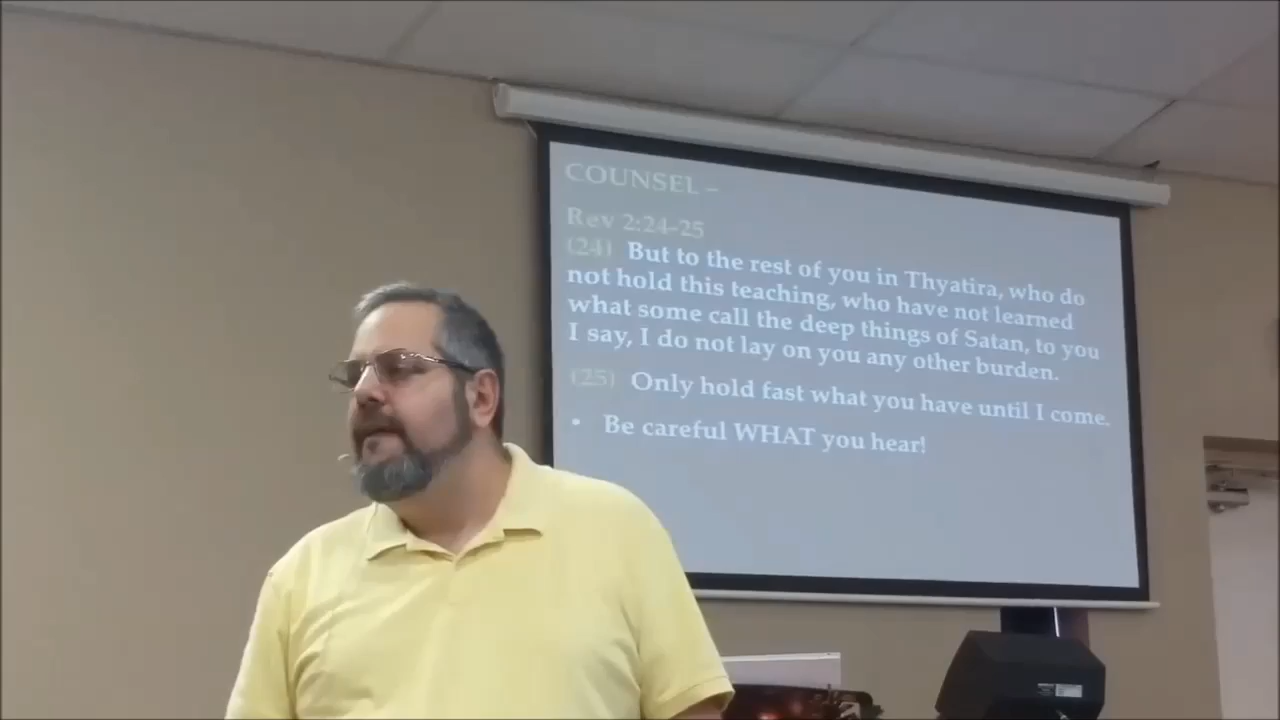 COUNSEL –
Rev 2:24-25
(24) But to the rest of you in Thyatira, who do
not hold this teaching, who have not learned
what some call the deep things of Satan, to you
I say, I do not lay on you any other burden.
(25) Only hold fast what you have until I come.
• Be careful WHAT you hear!